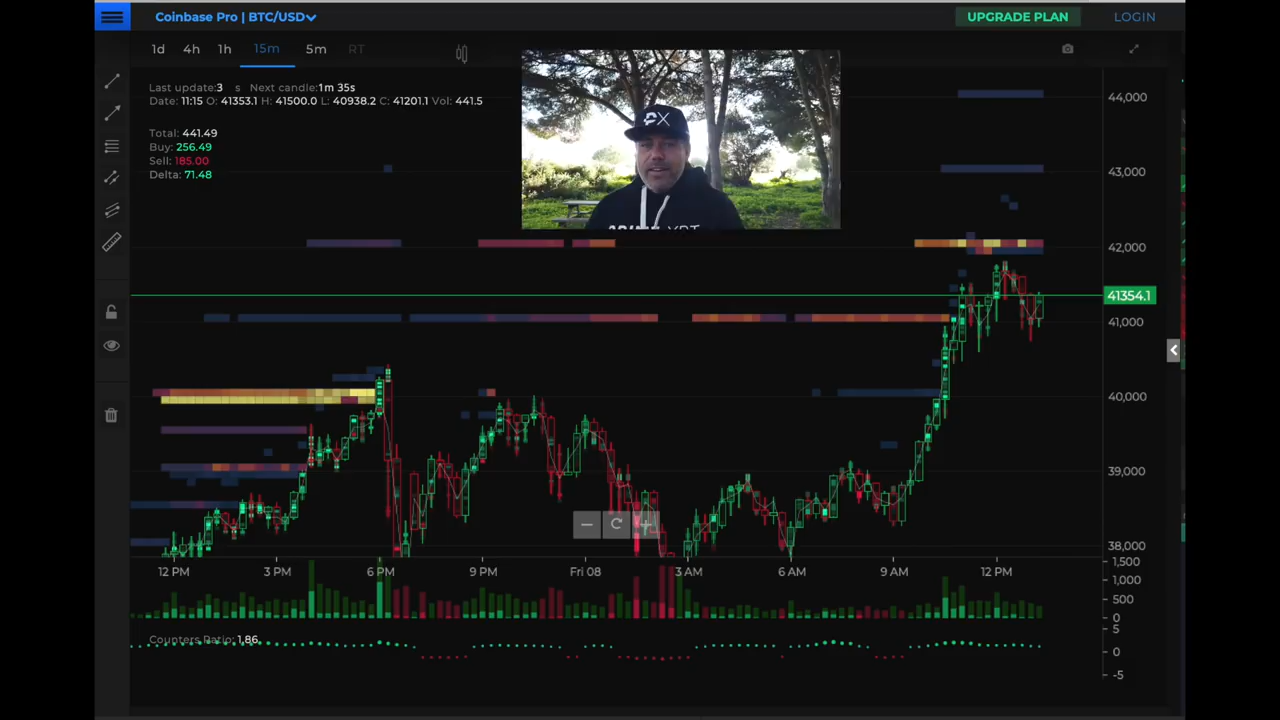 Coinbase Pro | BTC/USD
UPGRADE PLAN
LOGIN
1d 4h 1h 15m 5m RT
Last update:3 s Next candle:1m 35s
Date: 11:15 O: 41353.1 H: 41500.0 L: 40938.2 C: 41201.1 Vol: 441.5
Total: 441.49
Buy: 256.49
Sell: 185.00
Delta: 71.48
44,000
43,000
42,000
41354.1
41,000
40,000
39,000
38,000
12 PM 3 PM 6 PM 9 PM Fri 08 3 AM 6 AM 9 AM 12 PM
1,500
1,000
500
0
Counters Ratio: 1.86
5
0
-5